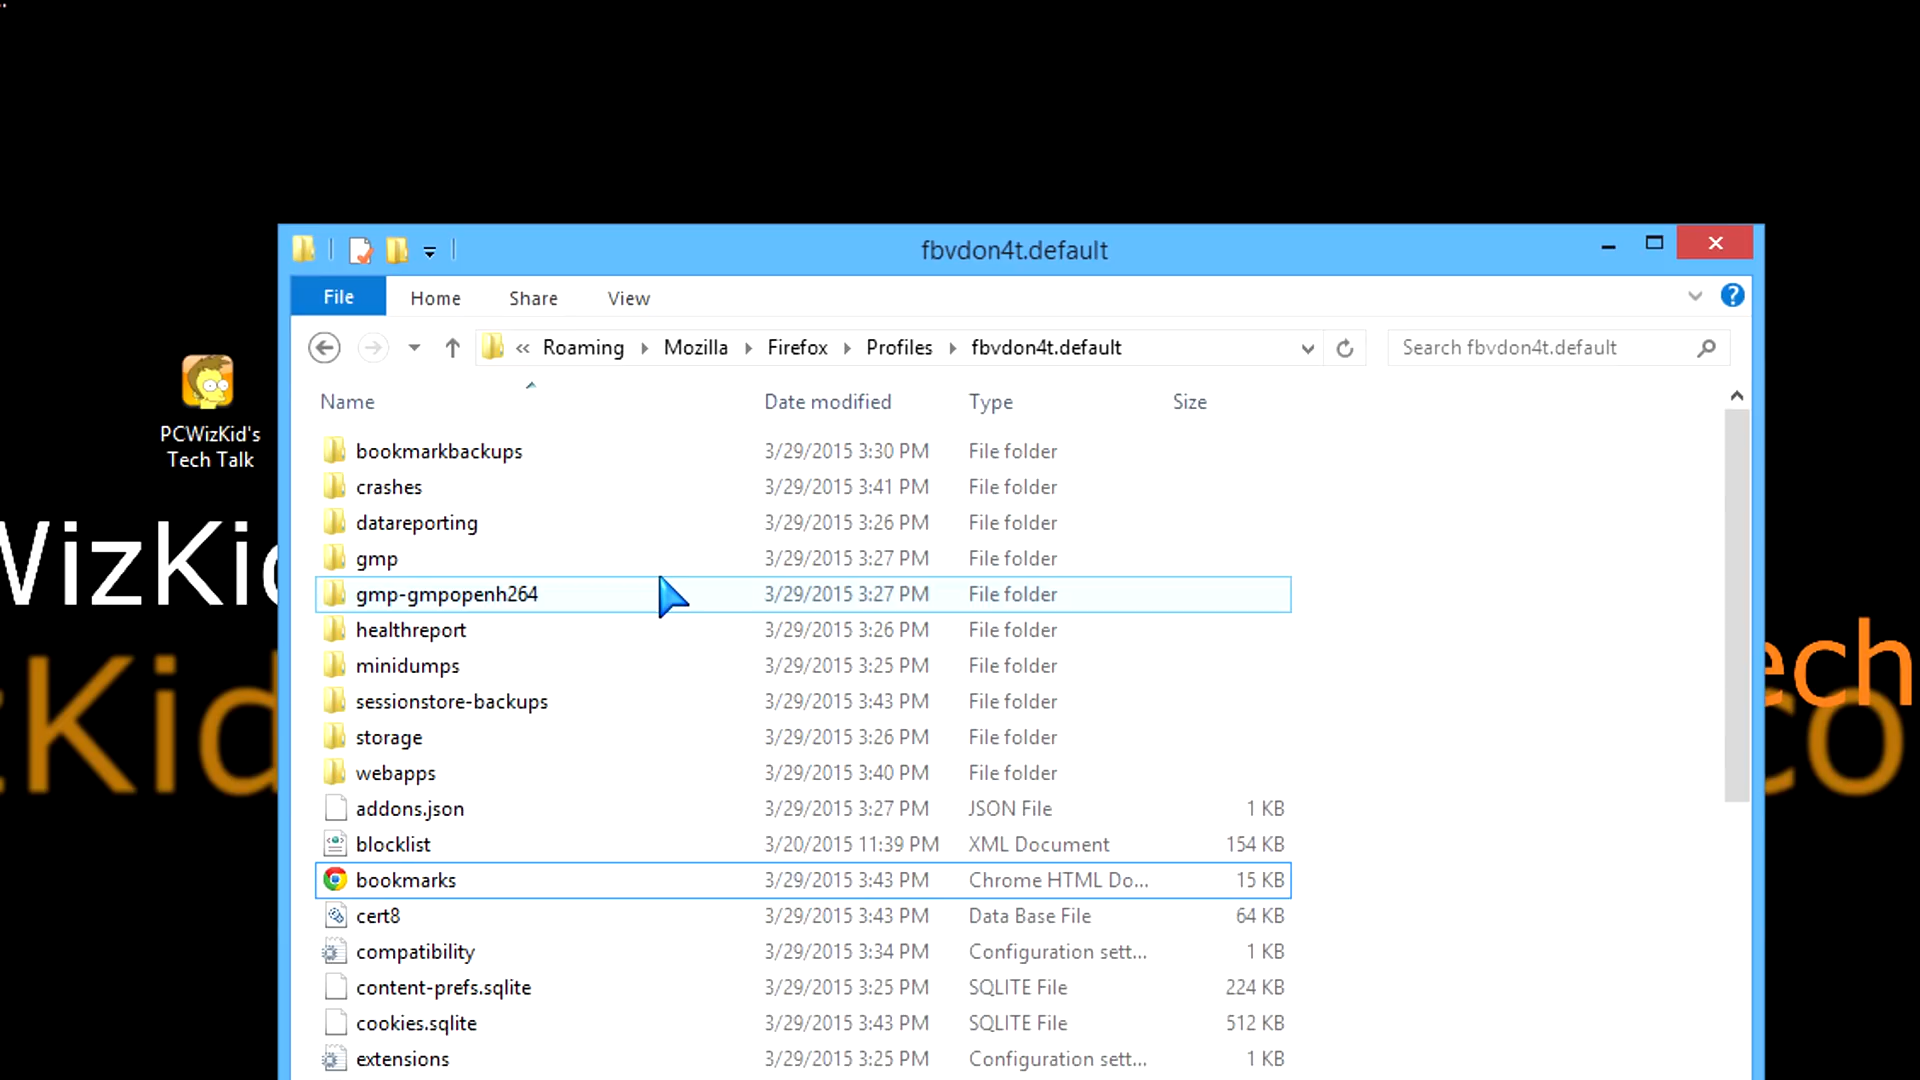 fbvdon4t.default
File Home Share View
« Roaming Mozilla Firefox Profiles fbvdon4t.default Search fbvdon4t.default
Name Date modified Type Size
bookmarkbackups 3/29/2015 3:30 PM File folder
crashes 3/29/2015 3:41 PM File folder
datareporting 3/29/2015 3:26 PM File folder
gmp 3/29/2015 3:27 PM File folder
gmp-gmpopenh264 3/29/2015 3:27 PM File folder
healthreport 3/29/2015 3:26 PM File folder
minidumps 3/29/2015 3:25 PM File folder
sessionstore-backups 3/29/2015 3:43 PM File folder
storage 3/29/2015 3:26 PM File folder
webapps 3/29/2015 3:40 PM File folder
addons.json 3/29/2015 3:27 PM JSON File 1 KB
blocklist 3/20/2015 11:39 PM XML Document 154 KB
bookmarks 3/29/2015 3:43 PM Chrome HTML Do... 15 KB
cert8 3/29/2015 3:43 PM Data Base File 64 KB
compatibility 3/29/2015 3:34 PM Configuration sett... 1 KB
content-prefs.sqlite 3/29/2015 3:25 PM SQLITE File 224 KB
cookies.sqlite 3/29/2015 3:43 PM SQLITE File 512 KB
extensions 3/29/2015 3:25 PM Configuration sett... 1 KB
PCWizKid's
Tech Talk